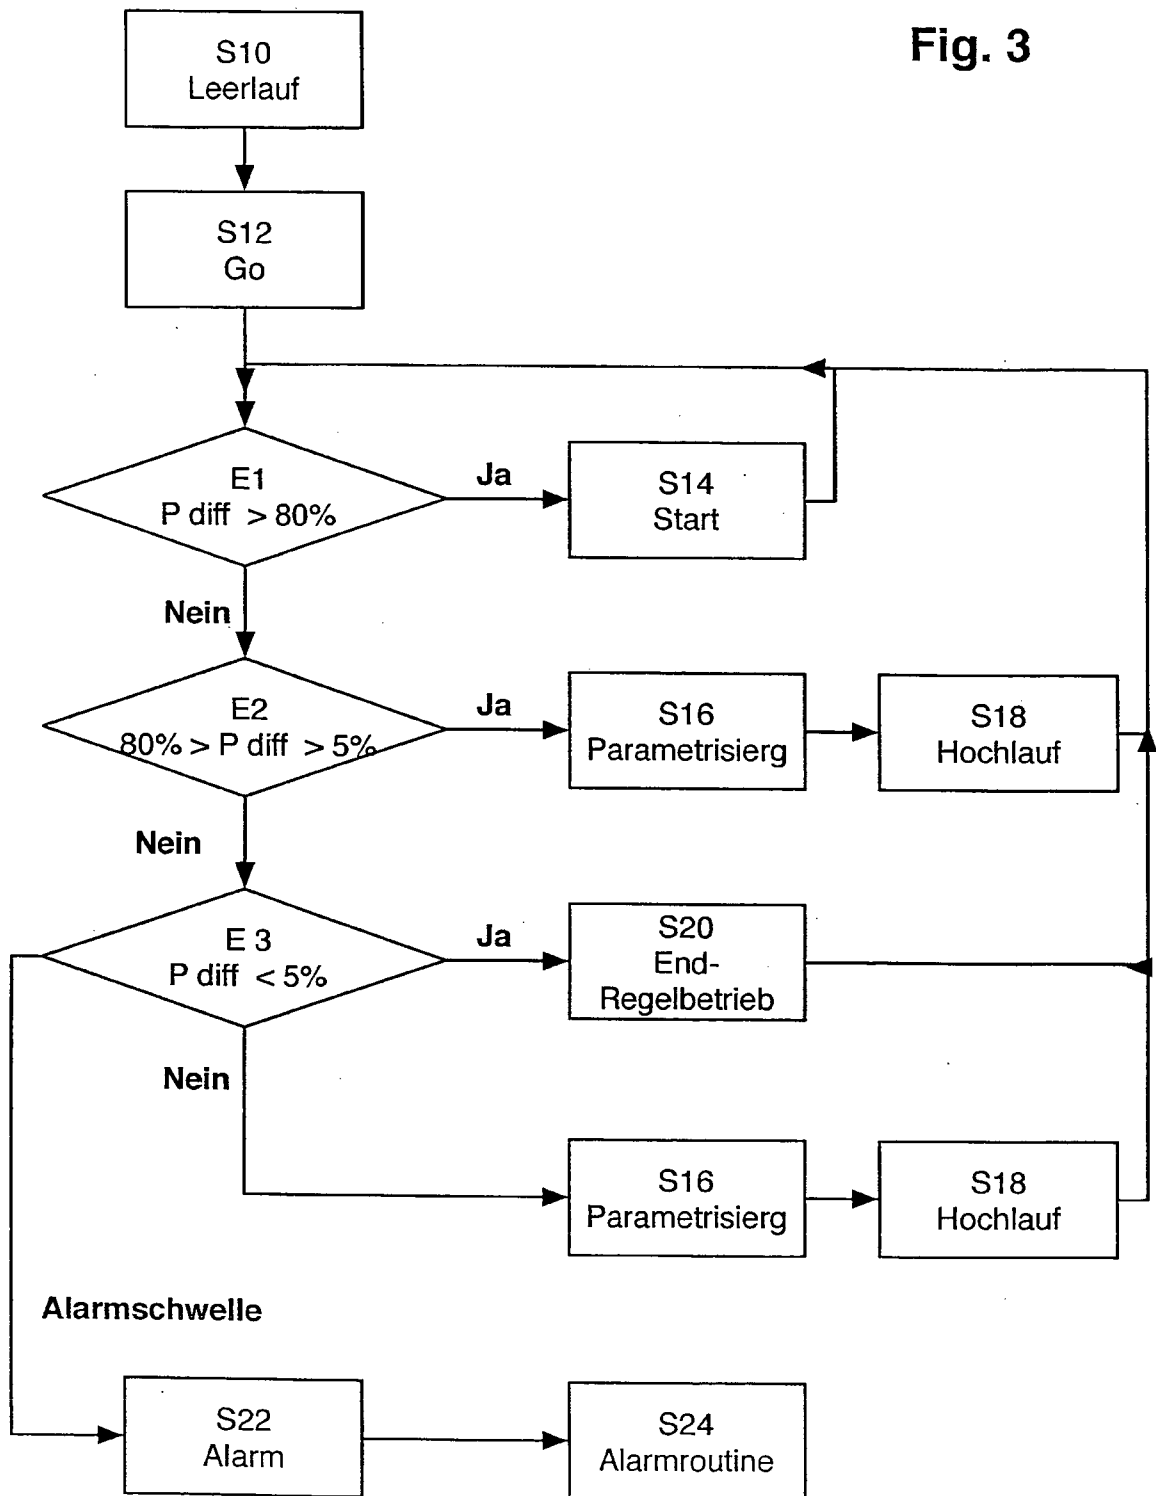 Fig. 3
S10
Leerlauf
S12
Go
E1
P diff > 80%
Ja
S14
Start
Nein
E2
80% > P diff > 5%
Ja
S16
Parametrisierg
S18
Hochlauf
Nein
E 3
P diff < 5%
Ja
S20
End-
Regelbetrieb
Nein
S16
Parametrisierg
S18
Hochlauf
Alarmschwelle
S22
Alarm
S24
Alarmroutine